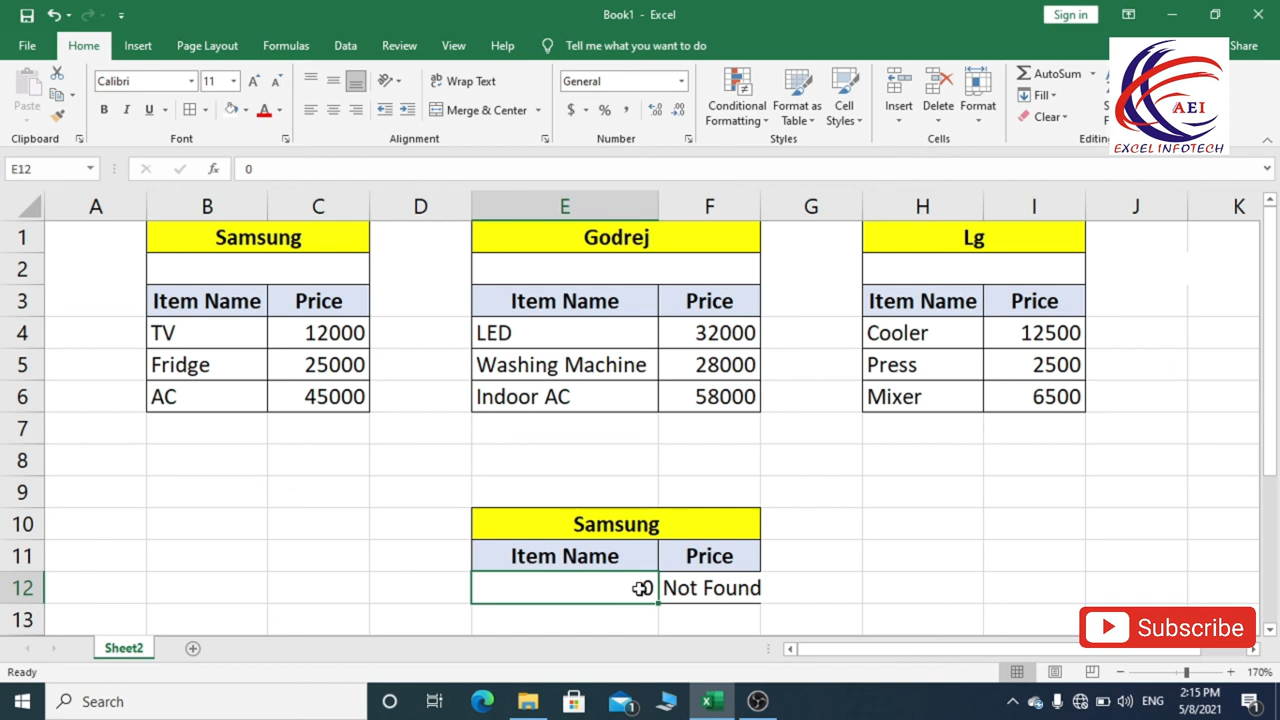 Book1 - Excel
Sign in
File Home Insert Page Layout Formulas Data Review View Help Tell me what you want to do Share
Paste
Calibri 11
B I U
Wrap Text
Merge & Center
General
$ % ,
Conditional Formatting
Format as Table
Cell Styles
Insert
Delete
Format
AutoSum
Fill
Clear
Clipboard Font Alignment Number Styles Cells
AEI
EXCEL INFOTECH
E12 fx 0
A B C D E F G H I J K
1 Samsung Godrej Lg
2
3 Item Name Price Item Name Price Item Name Price
4 TV 12000 LED 32000 Cooler 12500
5 Fridge 25000 Washing Machine 28000 Press 2500
6 AC 45000 Indoor AC 58000 Mixer 6500
7
8
9
10 Samsung
11 Item Name Price
12 0 Not Found
13
Subscribe
Sheet2
Ready 170%
Search
1
ENG
2:15 PM
5/8/2021
1